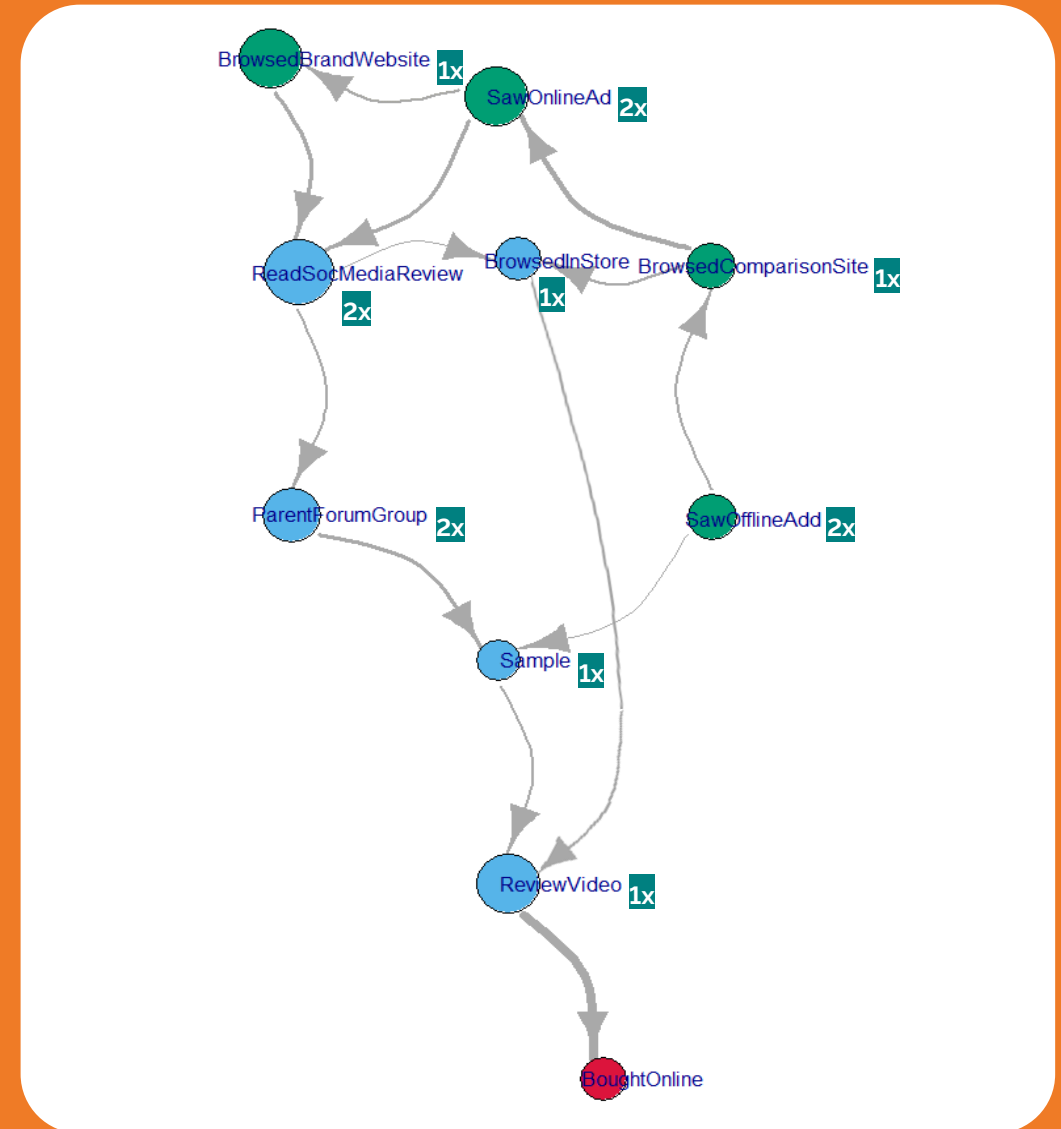 BrowsedBrandWebsite 1x
SawOnlineAd 2x
ReadSocMediaReview 2x
BrowsedInStore 1x
BrowsedComparisonSite 1x
ParentForumGroup 2x
SawOfflineAdd 2x
Sample 1x
ReviewVideo 1x
BoughtOnline